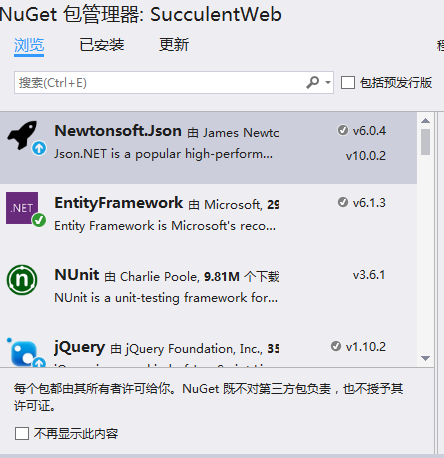 NuGet 包管理器: SucculentWeb
浏览 已安装 更新
搜索(Ctrl+E) 包括预发行版
Newtonsoft.Json 由 James Newtc v6.0.4
Json.NET is a popular high-perform... v10.0.2
.NET EntityFramework 由 Microsoft, 29 v6.1.3
Entity Framework is Microsoft's reco...
n NUnit 由 Charlie Poole, 9.81M 个下载 v3.6.1
NUnit is a unit-testing framework for...
jQuery 由 jQuery Foundation, Inc., 35 v1.10.2
每个包都由其所有者许可给你。NuGet 既不对第三方包负责，也不授予其
许可证。
不再显示此内容